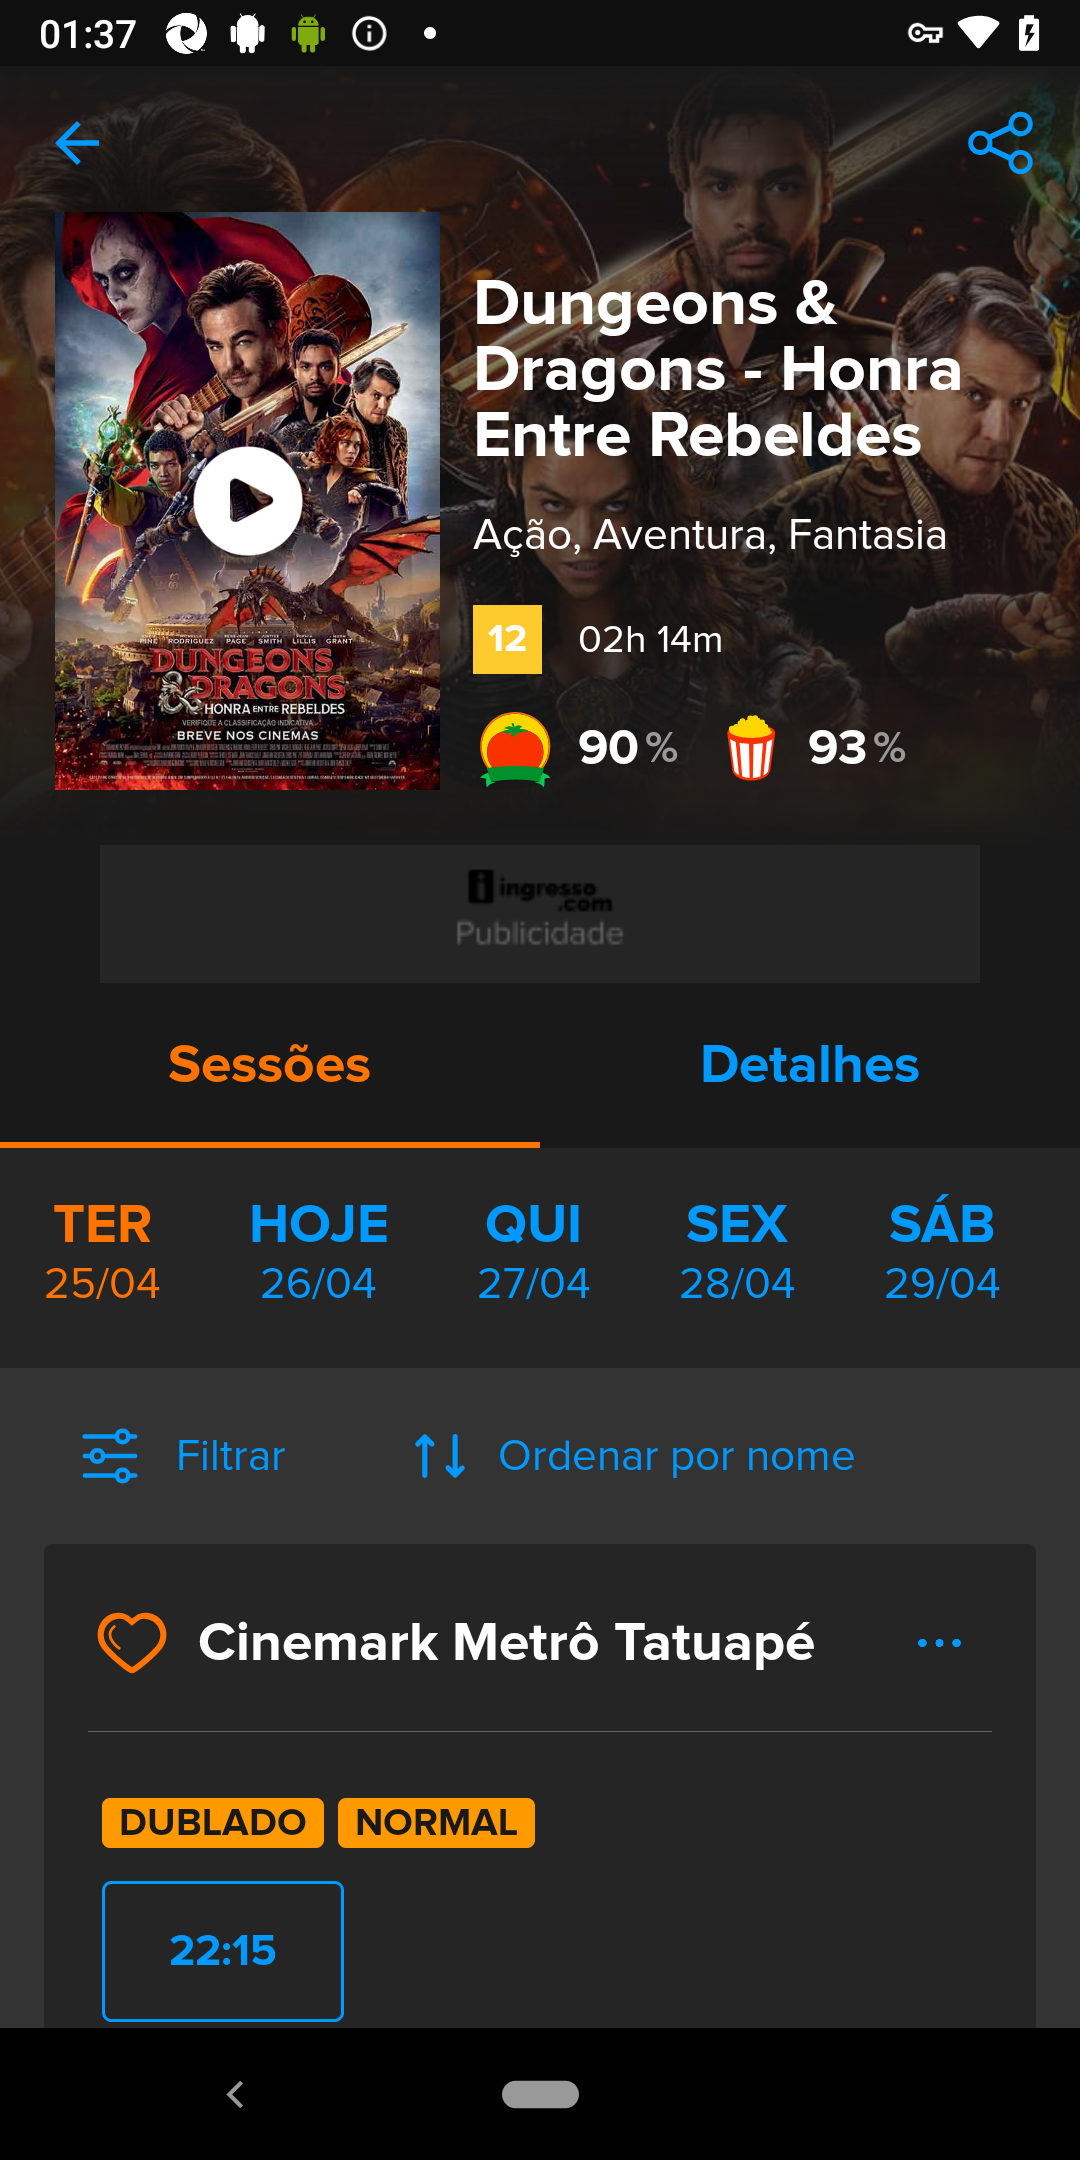 01:37
DUNGEONS
& DRAGONS
HONRA ENTRE REBELDES
VERIFIQUE A CLASSIFICAÇÃO INDICATIVA
BREVE NOS CINEMAS
Dungeons &
Dragons - Honra
Entre Rebeldes
Ação, Aventura, Fantasia
12 02h 14m
90% 93%
ingresso
.com
Publicidade
Sessões Detalhes
TER HOJE QUI SEX SÁB
25/04 26/04 27/04 28/04 29/04
Filtrar Ordenar por nome
Cinemark Metrô Tatuapé
DUBLADO NORMAL
22:15